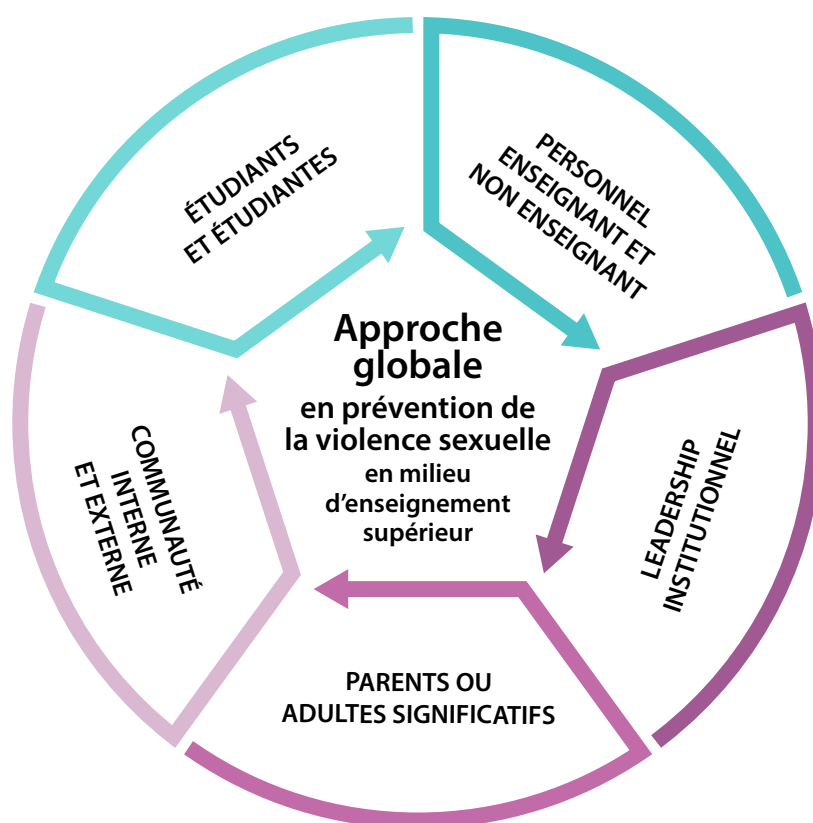 ÉTUDIANTS
ET ÉTUDIANTES
PERSONNEL
ENSEIGNANT ET
NON ENSEIGNANT
Approche
globale
en prévention de
la violence sexuelle
en milieu
d'enseignement
supérieur
COMMUNAUTÉ
INTERNE
ET EXTERNE
LEADERSHIP
INSTITUTIONNEL
PARENTS OU
ADULTES SIGNIFICATIFS